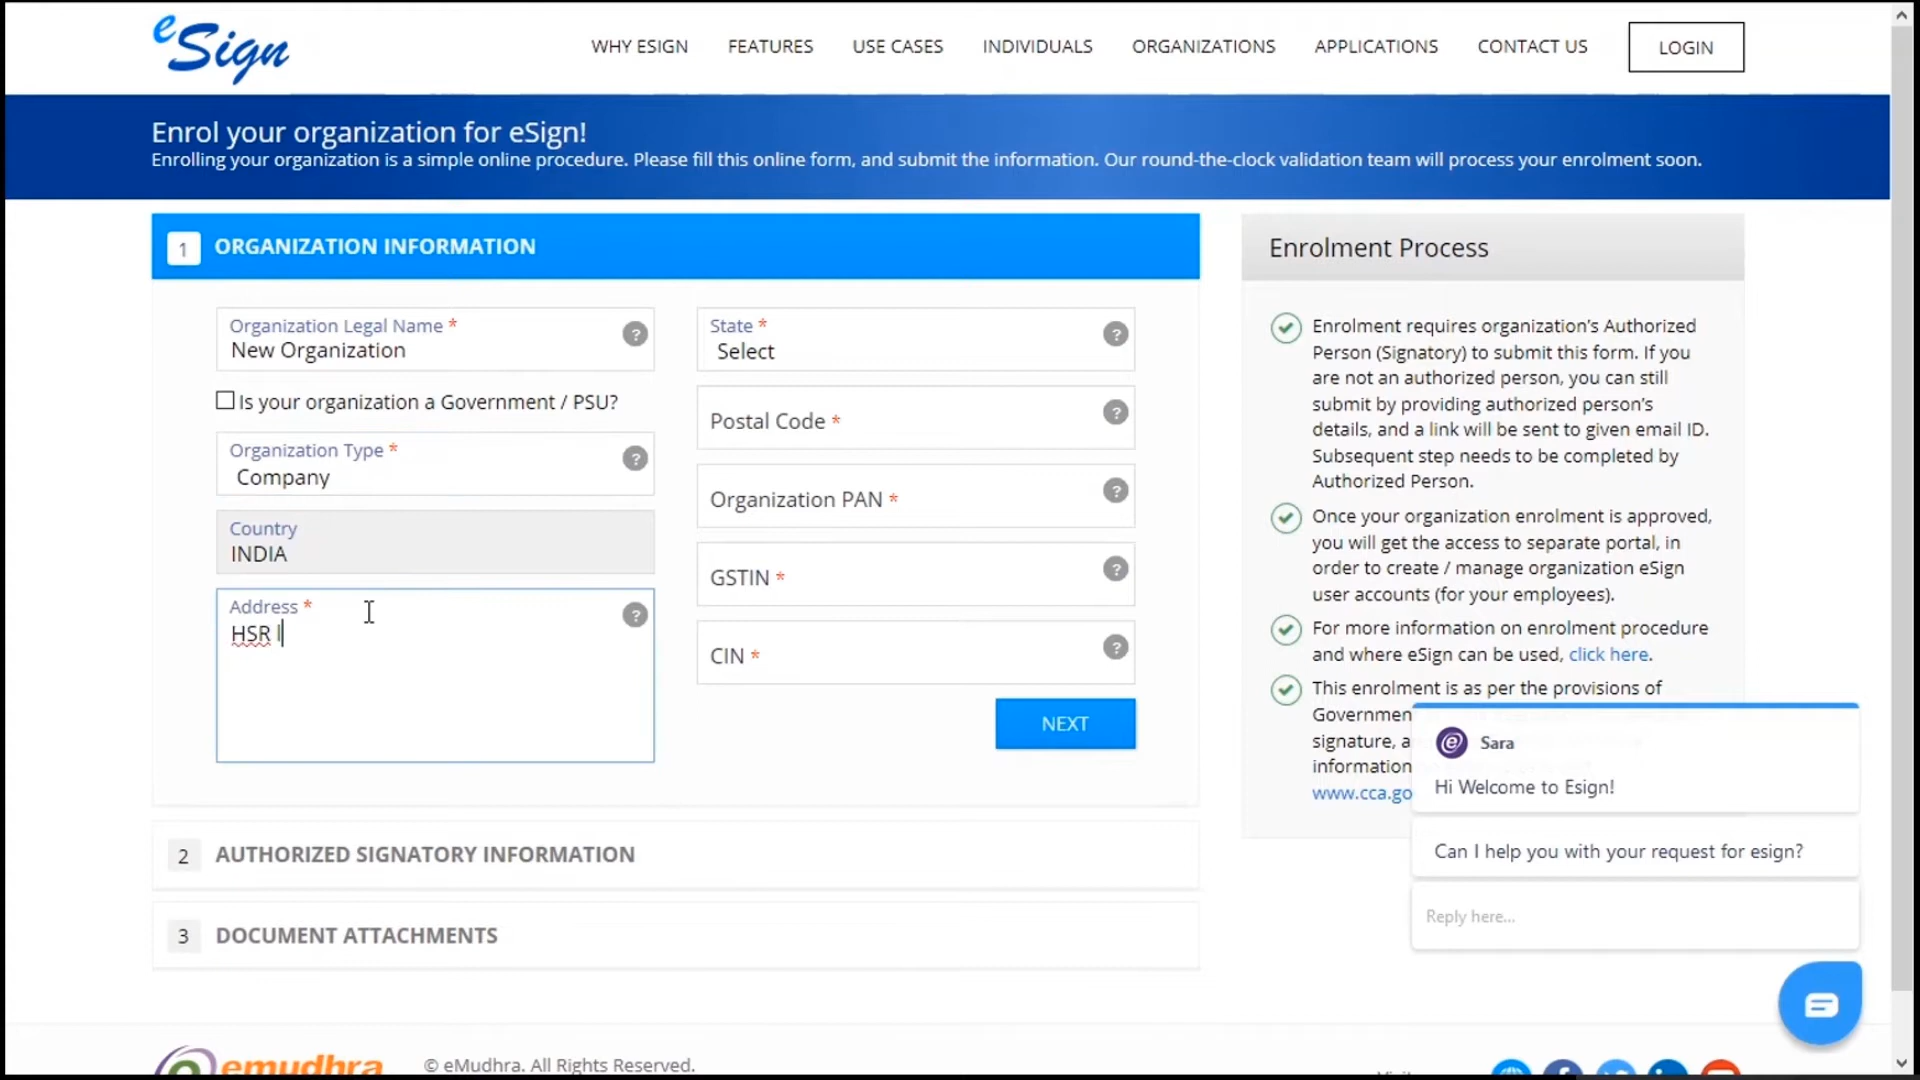 eSign
WHY ESIGN
FEATURES
USE CASES
INDIVIDUALS
ORGANIZATIONS
APPLICATIONS
CONTACT US
LOGIN
Enrol your organization for eSign!
Enrolling your organization is a simple online procedure. Please fill this online form, and submit the information. Our round-the-clock validation team will process your enrolment soon.
1 ORGANIZATION INFORMATION
Organization Legal Name *
New Organization
?
Is your organization a Government / PSU?
Organization Type *
Company
?
Country
INDIA
Address *
HSR l
?
State *
Select
?
Postal Code *
?
Organization PAN *
?
GSTIN *
?
CIN *
?
NEXT
2 AUTHORIZED SIGNATORY INFORMATION
3 DOCUMENT ATTACHMENTS
Enrolment Process
Enrolment requires organization's Authorized
Person (Signatory) to submit this form. If you
are not an authorized person, you can still
submit by providing authorized person's
details, and a link will be sent to given email ID.
Subsequent step needs to be completed by
Authorized Person.
Once your organization enrolment is approved,
you will get the access to separate portal, in
order to create / manage organization eSign
user accounts (for your employees).
For more information on enrolment procedure
and where eSign can be used, click here.
This enrolment is as per the provisions of
Governmen
signature, a
information
www.cca.go
Sara
Hi Welcome to Esign!
Can I help you with your request for esign?
Reply here...
emudhra
© eMudhra. All Rights Reserved.